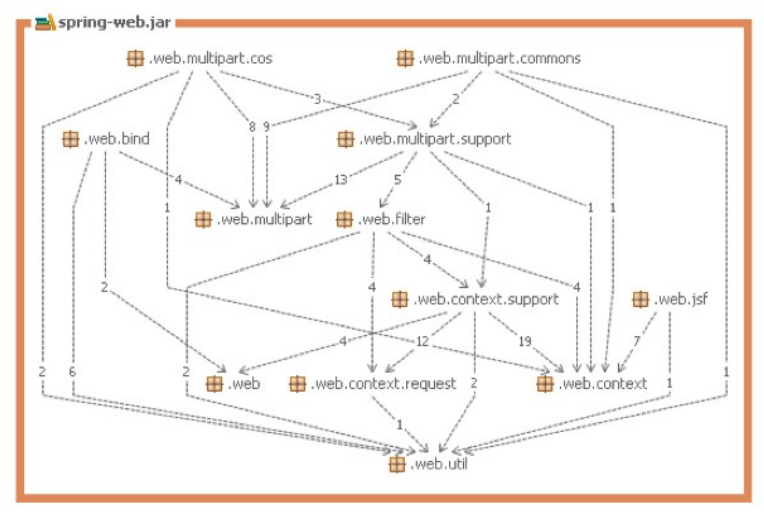 spring-web.jar
.web.multipart.cos
.web.multipart.commons
3
2
8
9
.web.bind
.web.multipart.support
4
13
5
1
1
1
1
.web.multipart
.web.filter
4
2
4
4
.web.context.support
.web.jsf
4
12
19
7
2
6
2
.web
.web.context.request
2
.web.context
1
1
1
.web.util